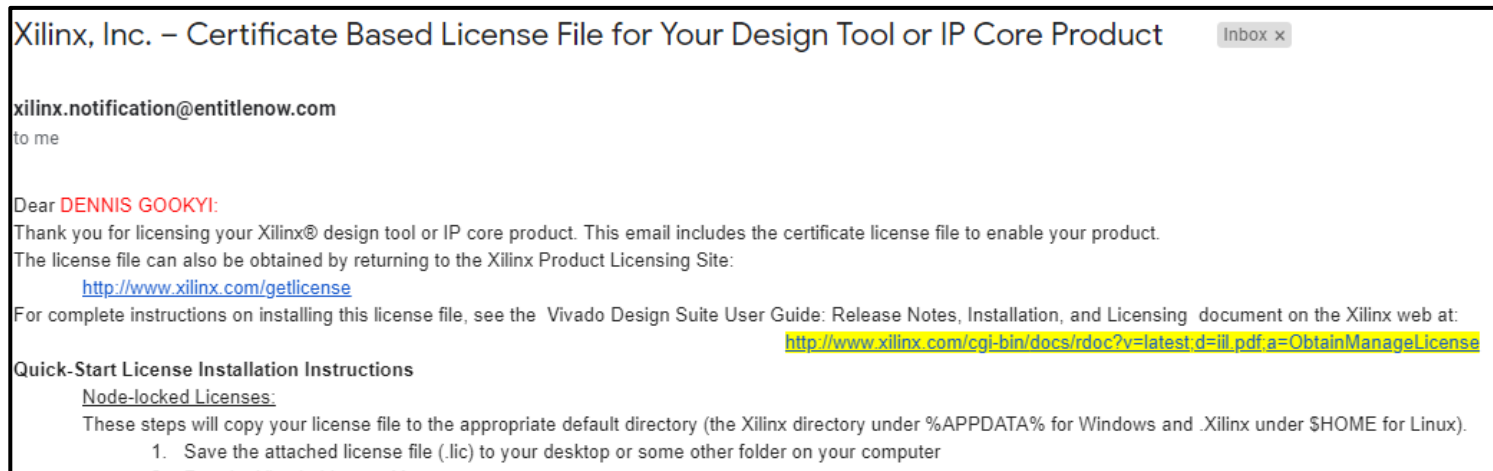 Xilinx, Inc. – Certificate Based License File for Your Design Tool or IP Core Product Inbox ×
xilinx.notification@entitlenow.com
to me
Dear DENNIS GOOKYI:
Thank you for licensing your Xilinx® design tool or IP core product. This email includes the certificate license file to enable your product.
The license file can also be obtained by returning to the Xilinx Product Licensing Site:
http://www.xilinx.com/getlicense
For complete instructions on installing this license file, see the Vivado Design Suite User Guide: Release Notes, Installation, and Licensing document on the Xilinx web at:
http://www.xilinx.com/cgi-bin/docs/rdoc?v=latest;d=iil.pdf;a=ObtainManageLicense
Quick-Start License Installation Instructions
Node-locked Licenses:
These steps will copy your license file to the appropriate default directory (the Xilinx directory under %APPDATA% for Windows and .Xilinx under $HOME for Linux).
1. Save the attached license file (.lic) to your desktop or some other folder on your computer